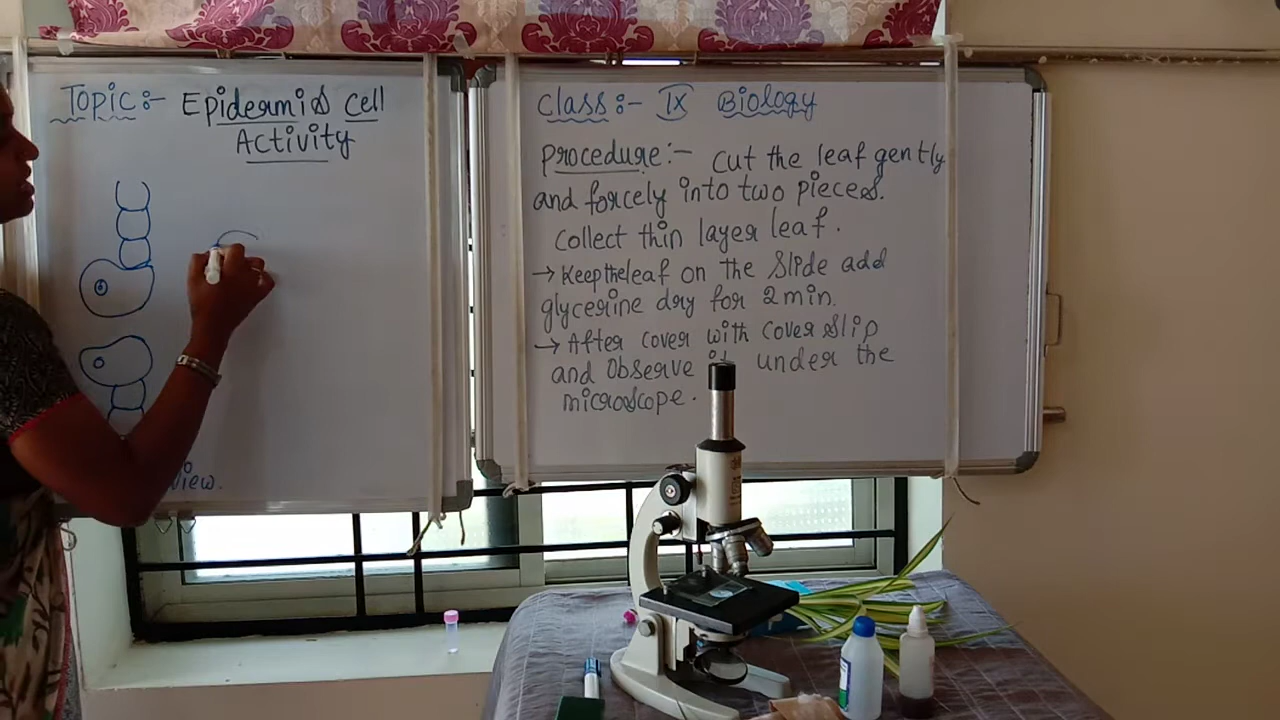 Topic:- Epidermis Cell
Activity
View.
Class:- IX Biology
Procedure:- Cut the leaf gently
and forcely into two pieces.
Collect thin layer leaf.
→ Keep the leaf on the Slide add
glycerine dry for 2 min.
→ After cover with cover slip
and Observe under the
microscope.